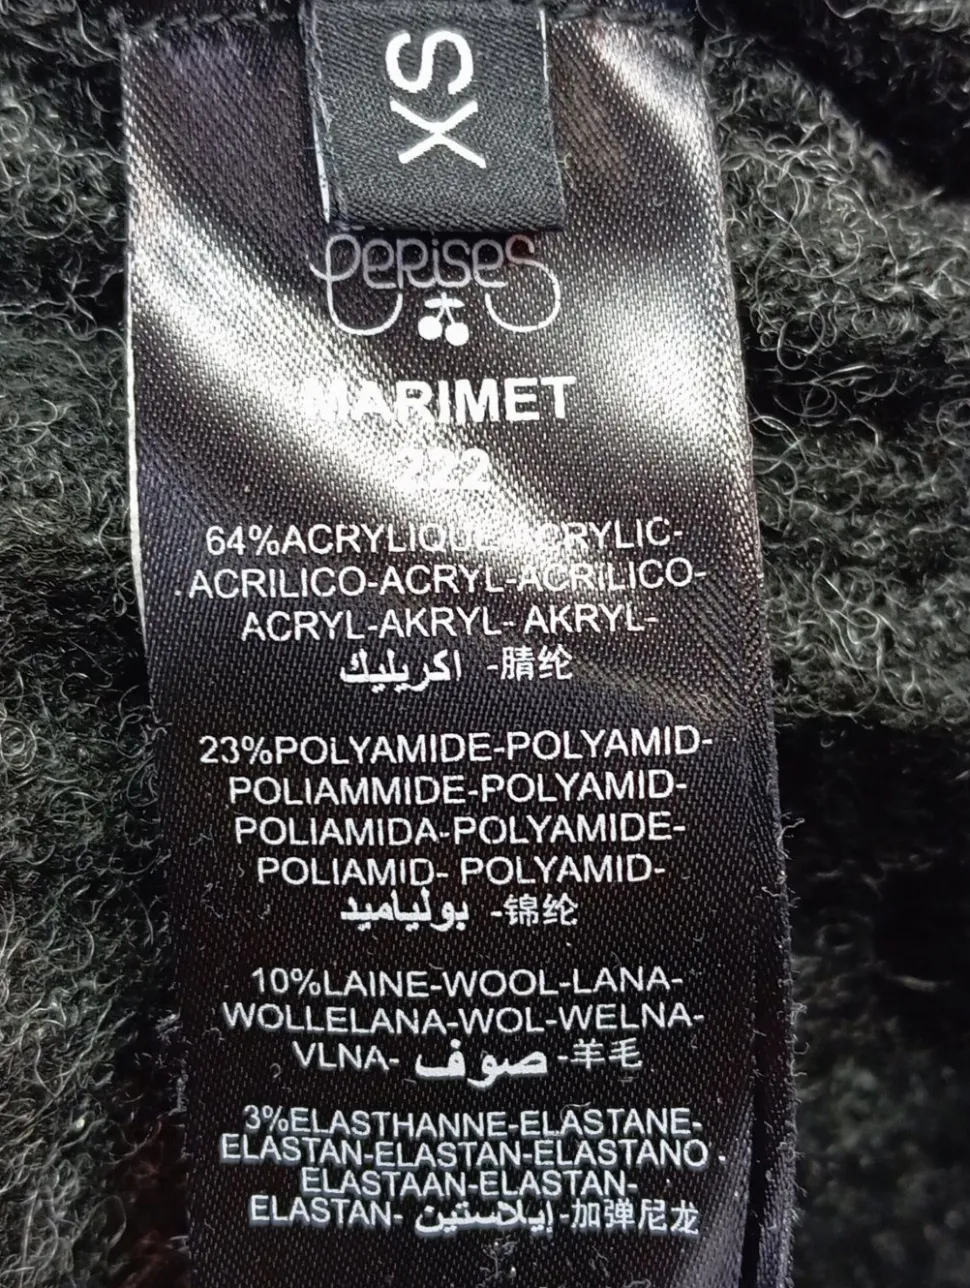 XS
Cerises
MARIMET
222
64%ACRYLIQUE-ACRYLIC-
ACRILICO-ACRYL-ACRILICO-
ACRYL-AKRYL- AKRYL-
اكريليك -腈纶
23%POLYAMIDE-POLYAMID-
POLIAMMIDE-POLYAMID-
POLIAMIDA-POLYAMIDE-
POLIAMID- POLYAMID-
بولياميد -锦纶
10%LAINE-WOOL-LANA-
WOLLELANA-WOL-WELNA-
VLNA- صوف -羊毛
3%ELASTHANNE-ELASTANE-
ELASTAN-ELASTAN-ELASTANO
ELASTAAN-ELASTAN-
ELASTAN- إيلاستين -加弹尼龙